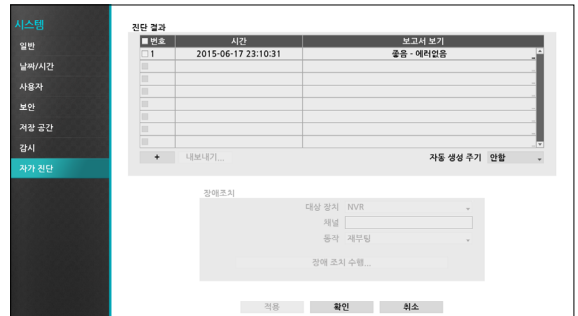 시스템
일반
날짜/시간
사용자
보안
저장 공간
감시
자가 진단
진단 결과
번호 시간 보고서 보기
1 2015-06-17 23:10:31 좋음 - 에러없음
+ 내보내기... 자동 생성 주기 안함
장애조치
대상 장치 NVR
채널
동작 재부팅
장애 조치 수행...
적용 확인 취소